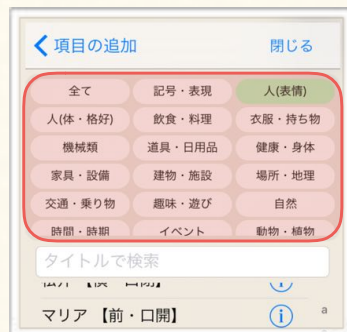 項目の追加 閉じる
全て 記号・表現 人(表情)
人(体・格好) 飲食・料理 衣服・持ち物
機械類 道具・日用品 健康・身体
家具・設備 建物・施設 場所・地理
交通・乗り物 趣味・遊び 自然
時間・時期 イベント 動物・植物
タイトルで検索
マリア 【前・口開】 a